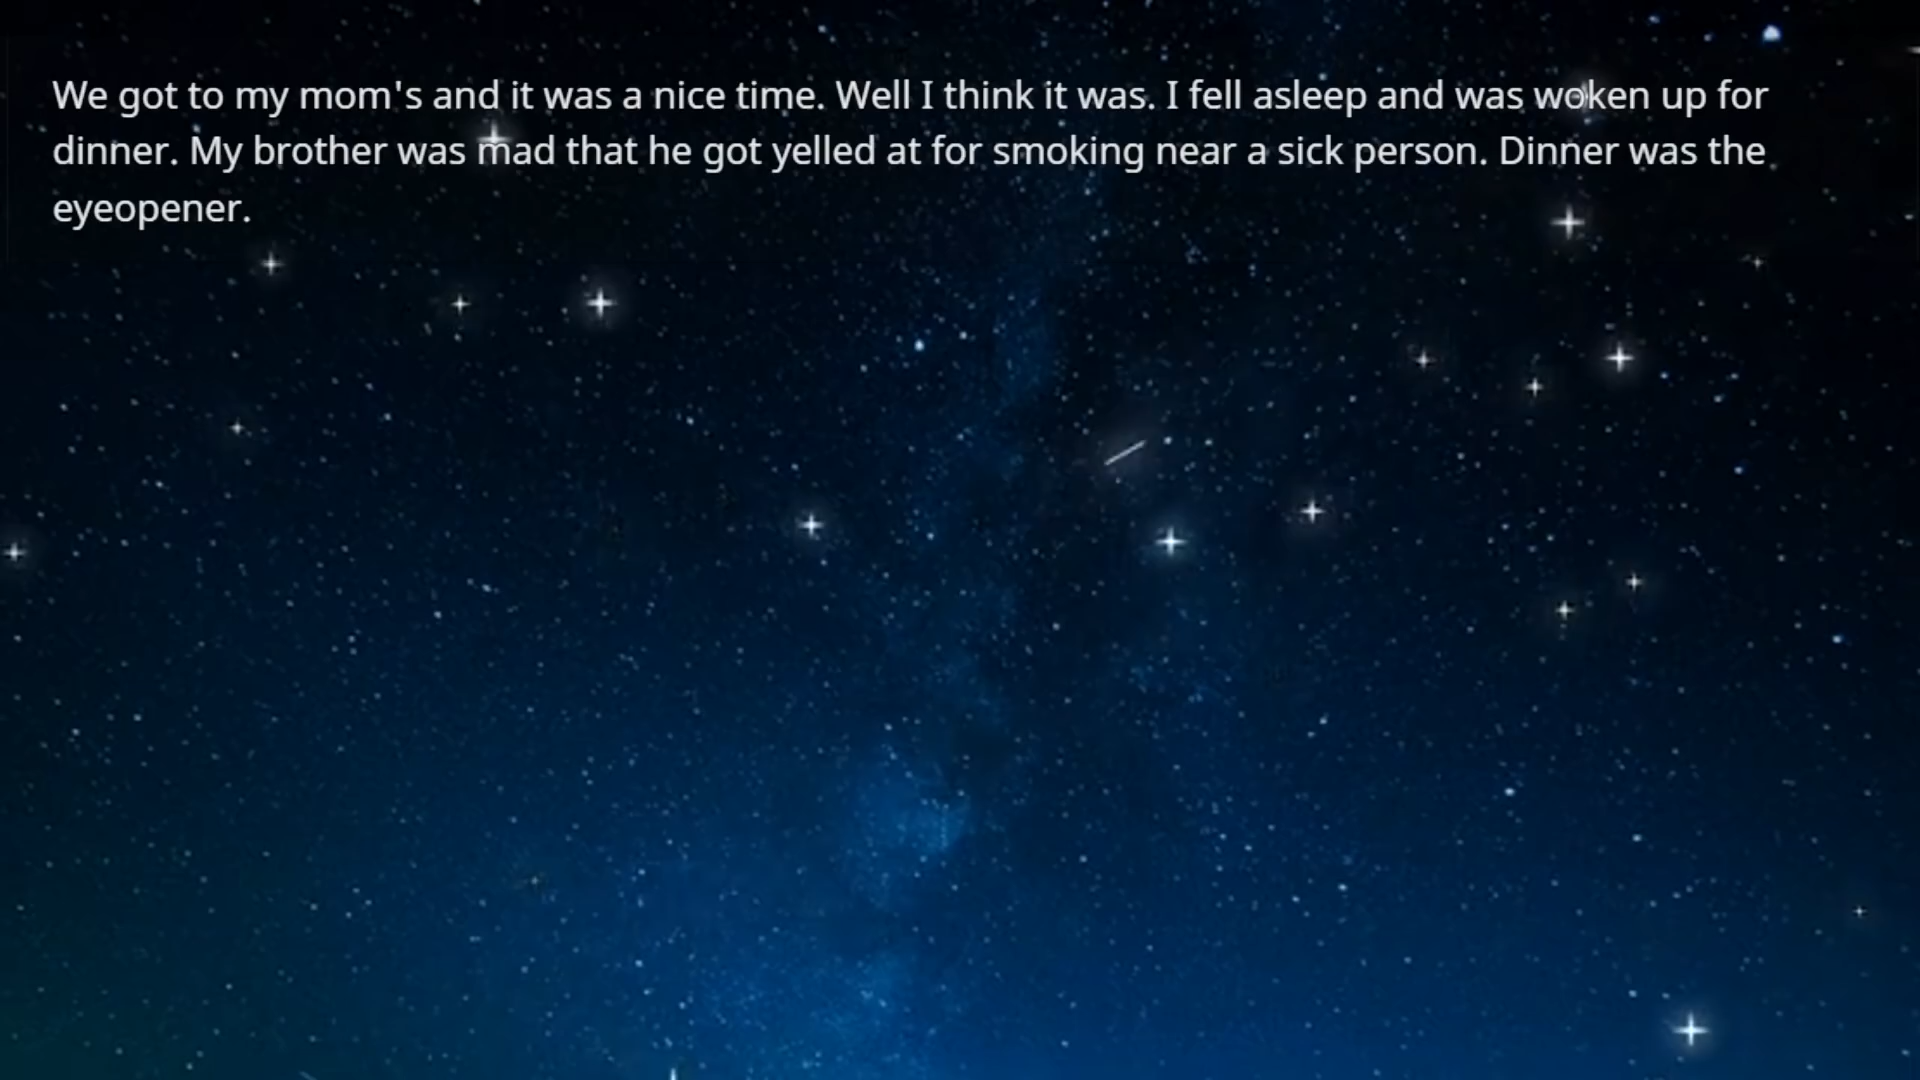 We got to my mom's and it was a nice time. Well I think it was. I fell asleep and was woken up for
dinner. My brother was mad that he got yelled at for smoking near a sick person. Dinner was the
eyeopener.